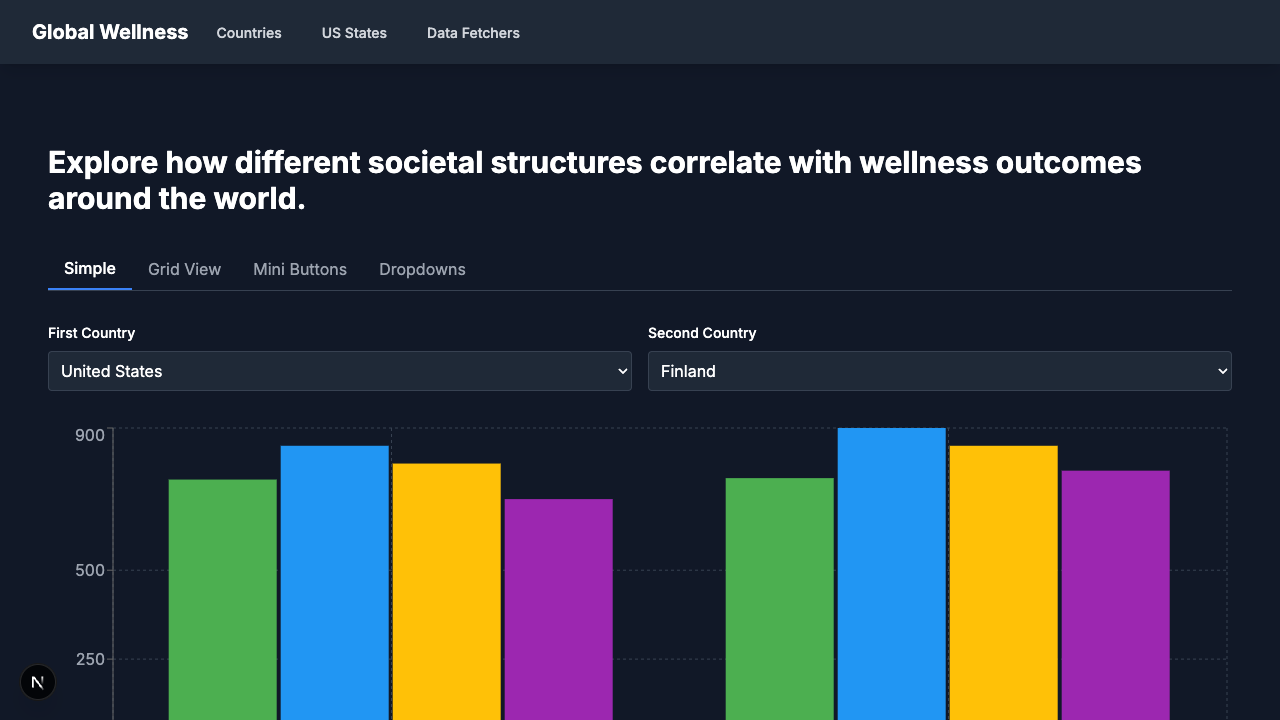 Global Wellness
Countries
US States
Data Fetchers
Explore how different societal structures correlate with wellness outcomes
around the world.
Simple
Grid View
Mini Buttons
Dropdowns
First Country
Second Country
United States
Finland
900
500
250
N